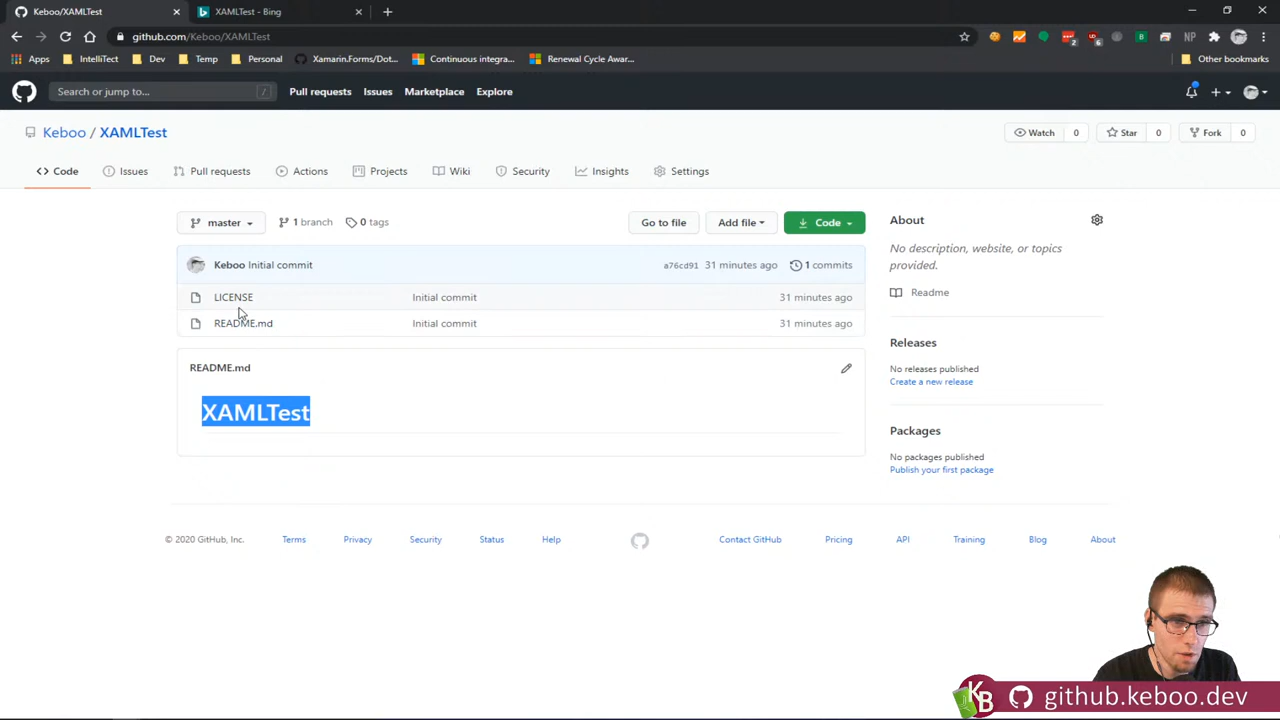 Keboo/XAMLTest
XAMLTest - Bing
github.com/Keboo/XAMLTest
Apps
IntelliTect
Dev
Temp
Personal
Xamarin.Forms/Dot...
Continuous integra...
Renewal Cycle Awar...
Other bookmarks
Search or jump to...
/
Pull requests
Issues
Marketplace
Explore
Keboo / XAMLTest
Watch 0
Star 0
Fork 0
Code
Issues
Pull requests
Actions
Projects
Wiki
Security
Insights
Settings
master
1 branch
0 tags
Go to file
Add file
Code
Keboo Initial commit
a76cd91 31 minutes ago
1 commits
LICENSE Initial commit 31 minutes ago
README.md Initial commit 31 minutes ago
README.md
XAMLTest
About
No description, website, or topics
provided.
Readme
Releases
No releases published
Create a new release
Packages
No packages published
Publish your first package
© 2020 GitHub, Inc.
Terms
Privacy
Security
Status
Help
Contact GitHub
Pricing
API
Training
Blog
About
KB
github.keboo.dev